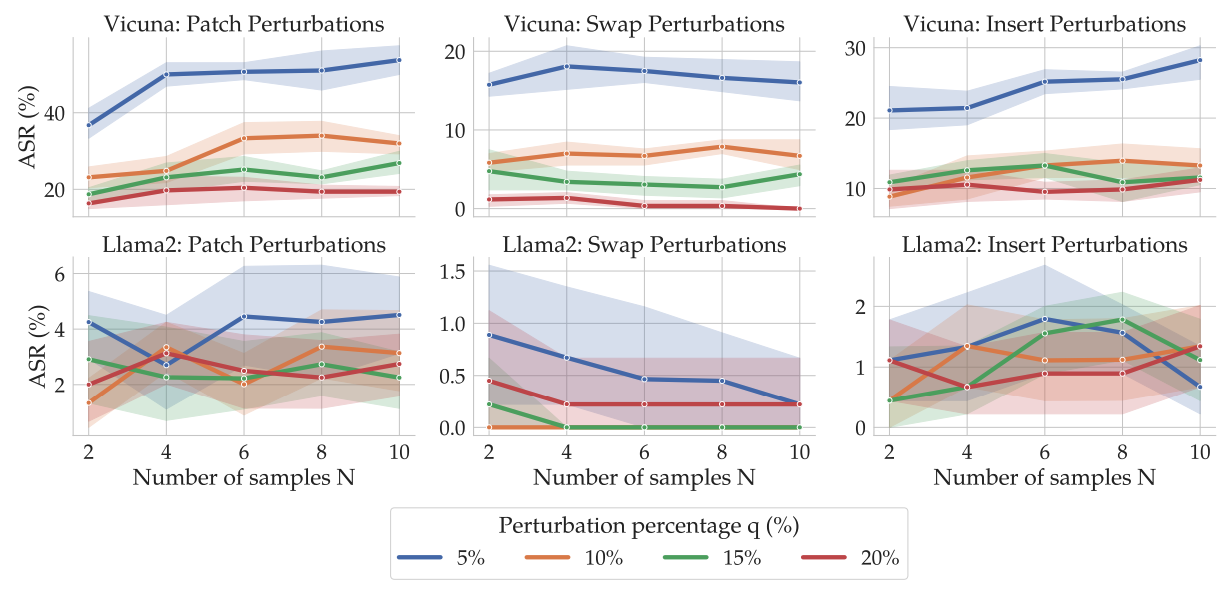 Vicuna: Patch Perturbations
Vicuna: Swap Perturbations
Vicuna: Insert Perturbations
ASR (%)
40
20
20
10
0
30
20
10
Llama2: Patch Perturbations
Llama2: Swap Perturbations
Llama2: Insert Perturbations
ASR (%)
6
4
2
1.5
1.0
0.5
0.0
2
1
0
2 4 6 8 10
2 4 6 8 10
2 4 6 8 10
Number of samples N
Number of samples N
Number of samples N
Perturbation percentage q (%)
5% 10% 15% 20%